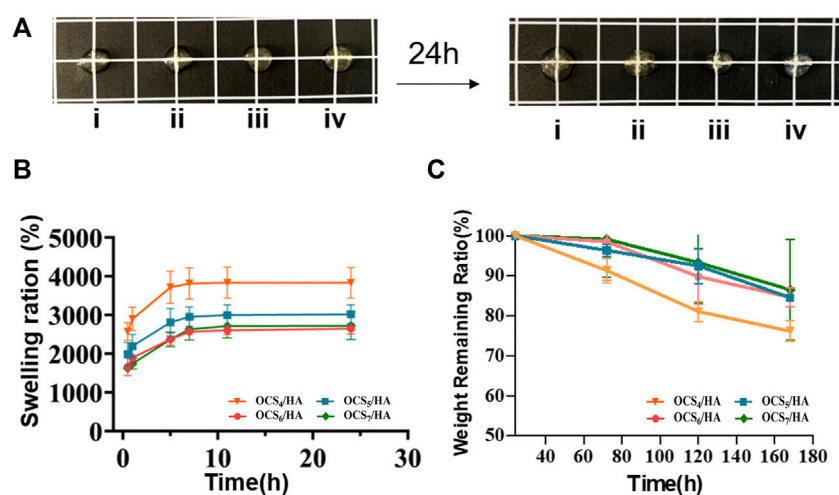 A
i ii iii iv
24h
i ii iii iv
B
Swelling ration (%)
5000
4000
3000
2000
1000
0
0 10 20 30
Time(h)
OCS₄/HA OCS₅/HA
OCS₆/HA OCS₇/HA
C
Weight Remaining Ratio(%)
100
90
80
70
60
50
40 60 80 100 120 140 160 180
Time(h)
OCS₄/HA OCS₅/HA
OCS₆/HA OCS₇/HA